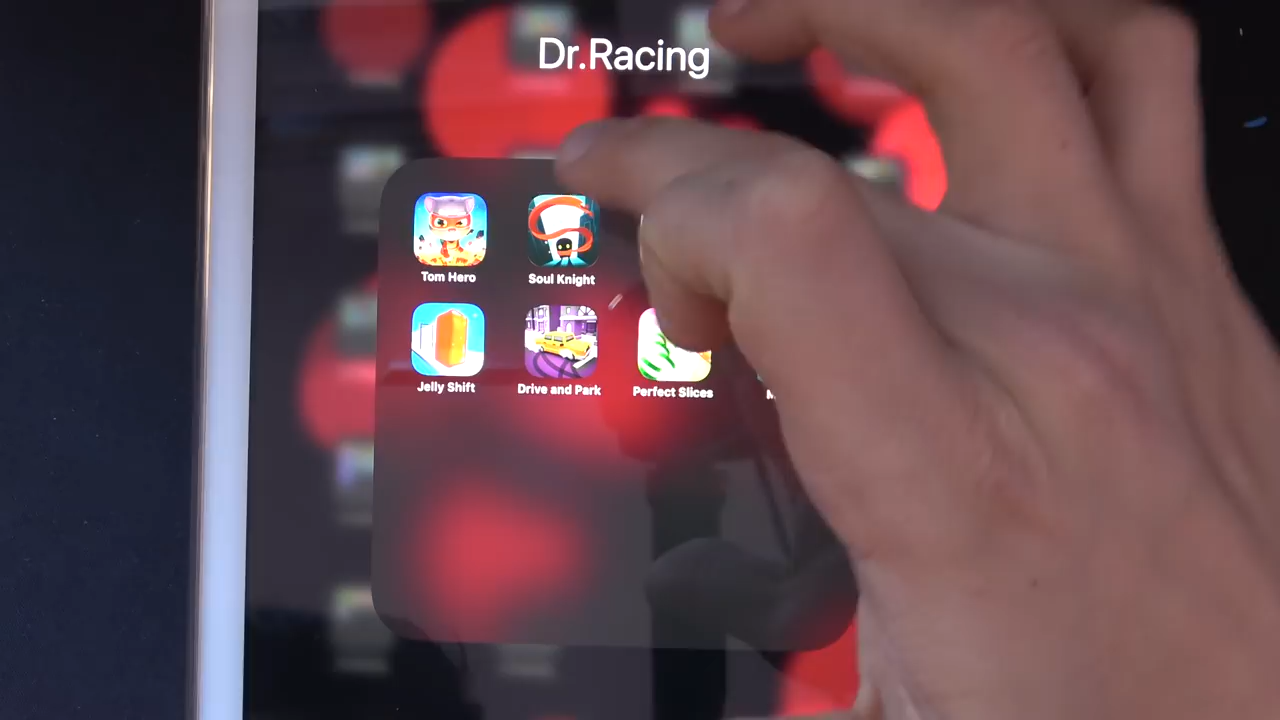 Dr.Racing
Tom Hero
Soul Knight
Jelly Shift
Drive and Park
Perfect Slices